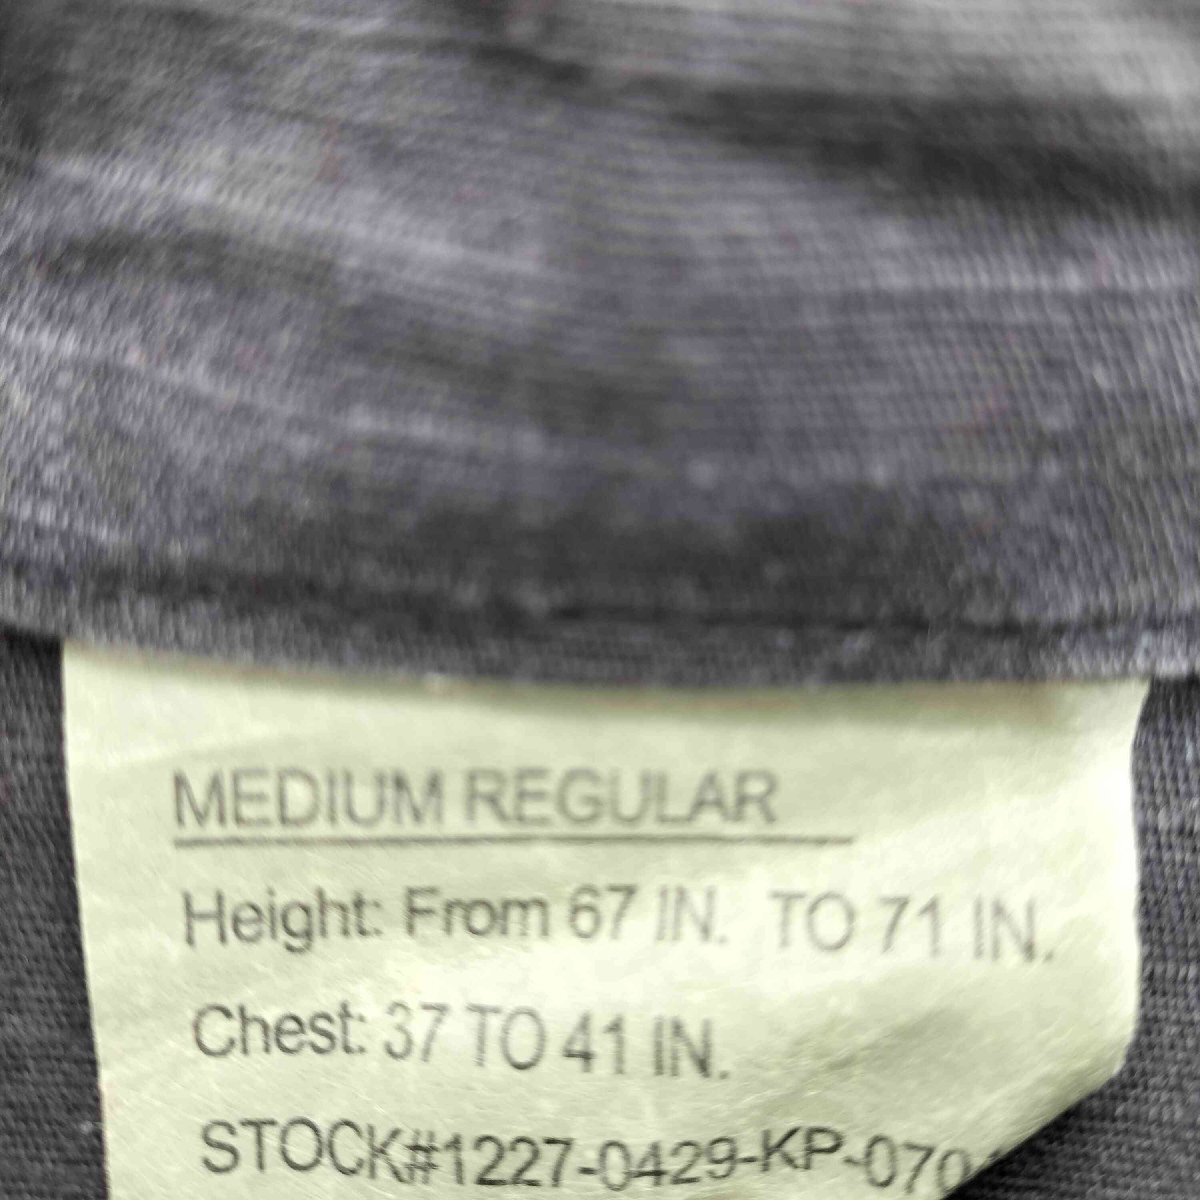 MEDIUM REGULAR
Height: From 67 IN. TO 71 IN.
Chest: 37 TO 41 IN.
STOCK#1227-0429-KP-070